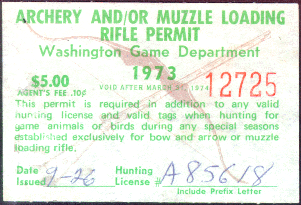 ARCHERY AND/OR MUZZLE LOADING
RIFLE PERMIT
Washington Game Department
$5.00 1973 12725
AGENT'S FEE .10¢ VOID AFTER MARCH 31, 1974
This permit is required in addition to any valid
hunting license and valid tags when hunting for
game animals or birds during any special seasons
established exclusively for bow and arrow or muzzle
loading rifle.
Date Issued 9-26 Hunting License # A85618
Include Prefix Letter